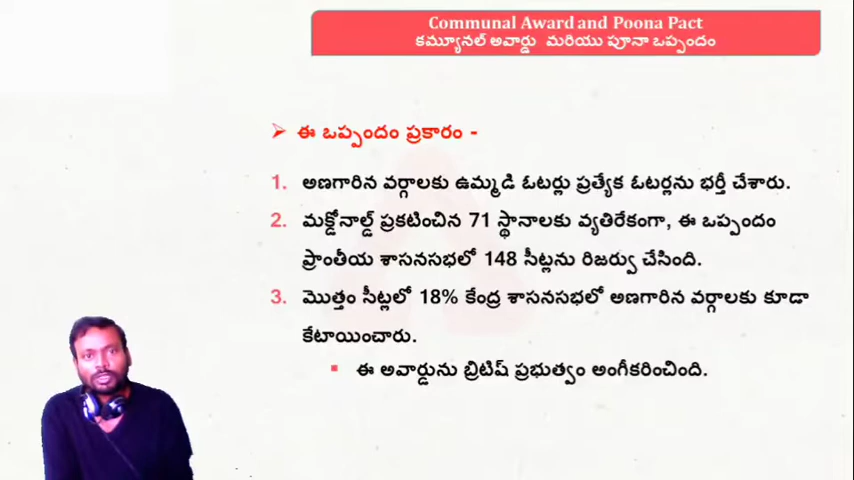 Communal Award and Poona Pact
కమ్యూనల్ అవార్డు మరియు పూనా ఒప్పందం
➢ ఈ ఒప్పందం ప్రకారం -
1. అణగారిన వర్గాలకు ఉమ్మడి ఓటర్లు ప్రత్యేక ఓటర్లను భర్తీ చేశారు.
2. మక్డోనాల్డ్ ప్రకటించిన 71 స్థానాలకు వ్యతిరేకంగా, ఈ ఒప్పందం
ప్రాంతీయ శాసనసభలో 148 సీట్లను రిజర్వు చేసింది.
3. మొత్తం సీట్లలో 18% కేంద్ర శాసనసభలో అణగారిన వర్గాలకు కూడా
కేటాయించారు.
▪ ఈ అవార్డును బ్రిటిష్ ప్రభుత్వం అంగీకరించింది.